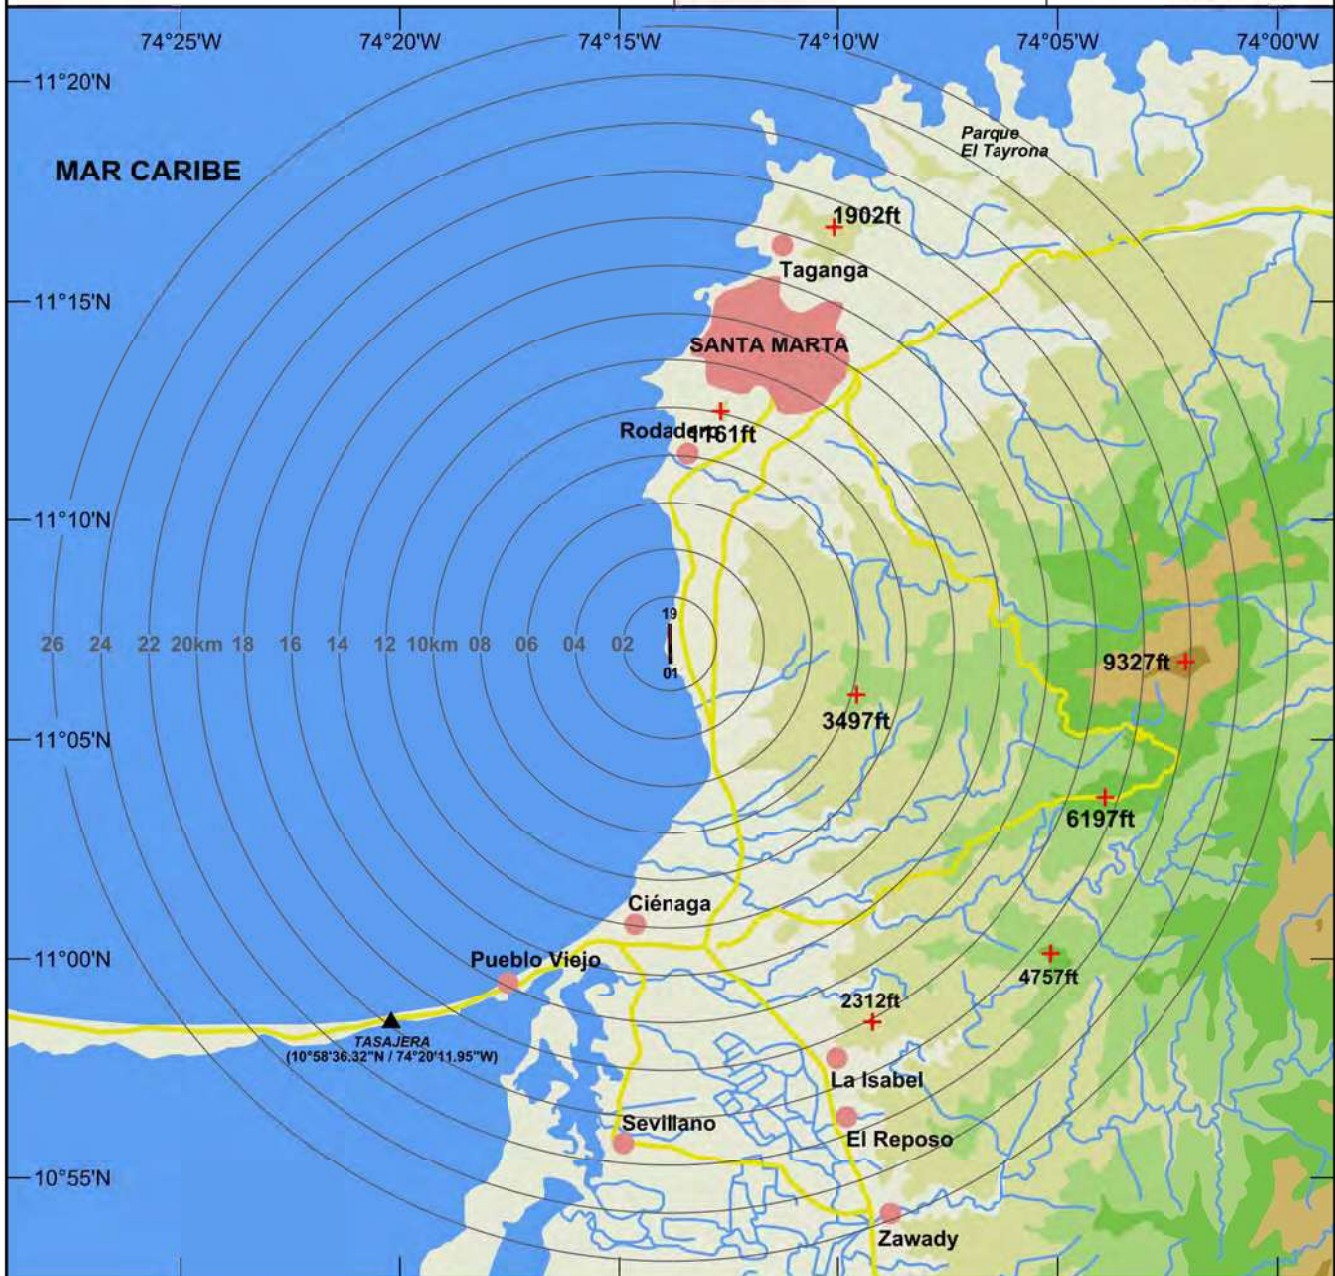 74°25'W 74°20'W 74°15'W 74°10'W 74°05'W 74°00'W
11°20'N
Parque
El Tayrona
MAR CARIBE
1902ft
Taganga
11°15'N
SANTA MARTA
Rodadero
1161ft
11°10'N
19
26 24 22 20km 18 16 14 12 10km 08 06 04 02
01
9327ft
3497ft
11°05'N
6197ft
Ciénaga
Pueblo Viejo
11°00'N
4757ft
2312ft
TASAJERA
(10°58'36.32"N / 74°20'11.95"W)
La Isabel
Sevillano
El Reposo
10°55'N
Zawady